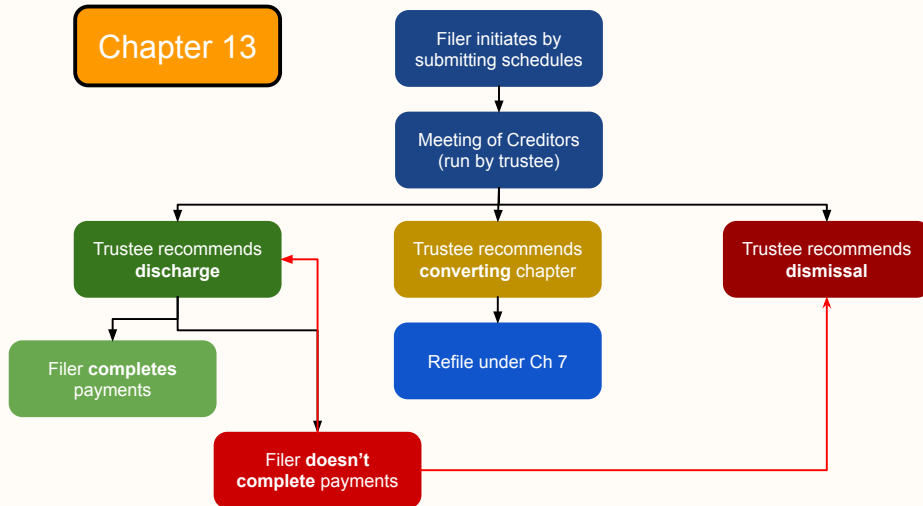 Chapter 13
Filer initiates by
submitting schedules
Meeting of Creditors
(run by trustee)
Trustee recommends
discharge
Trustee recommends
converting chapter
Trustee recommends
dismissal
Filer completes
payments
Refile under Ch 7
Filer doesn't
complete payments